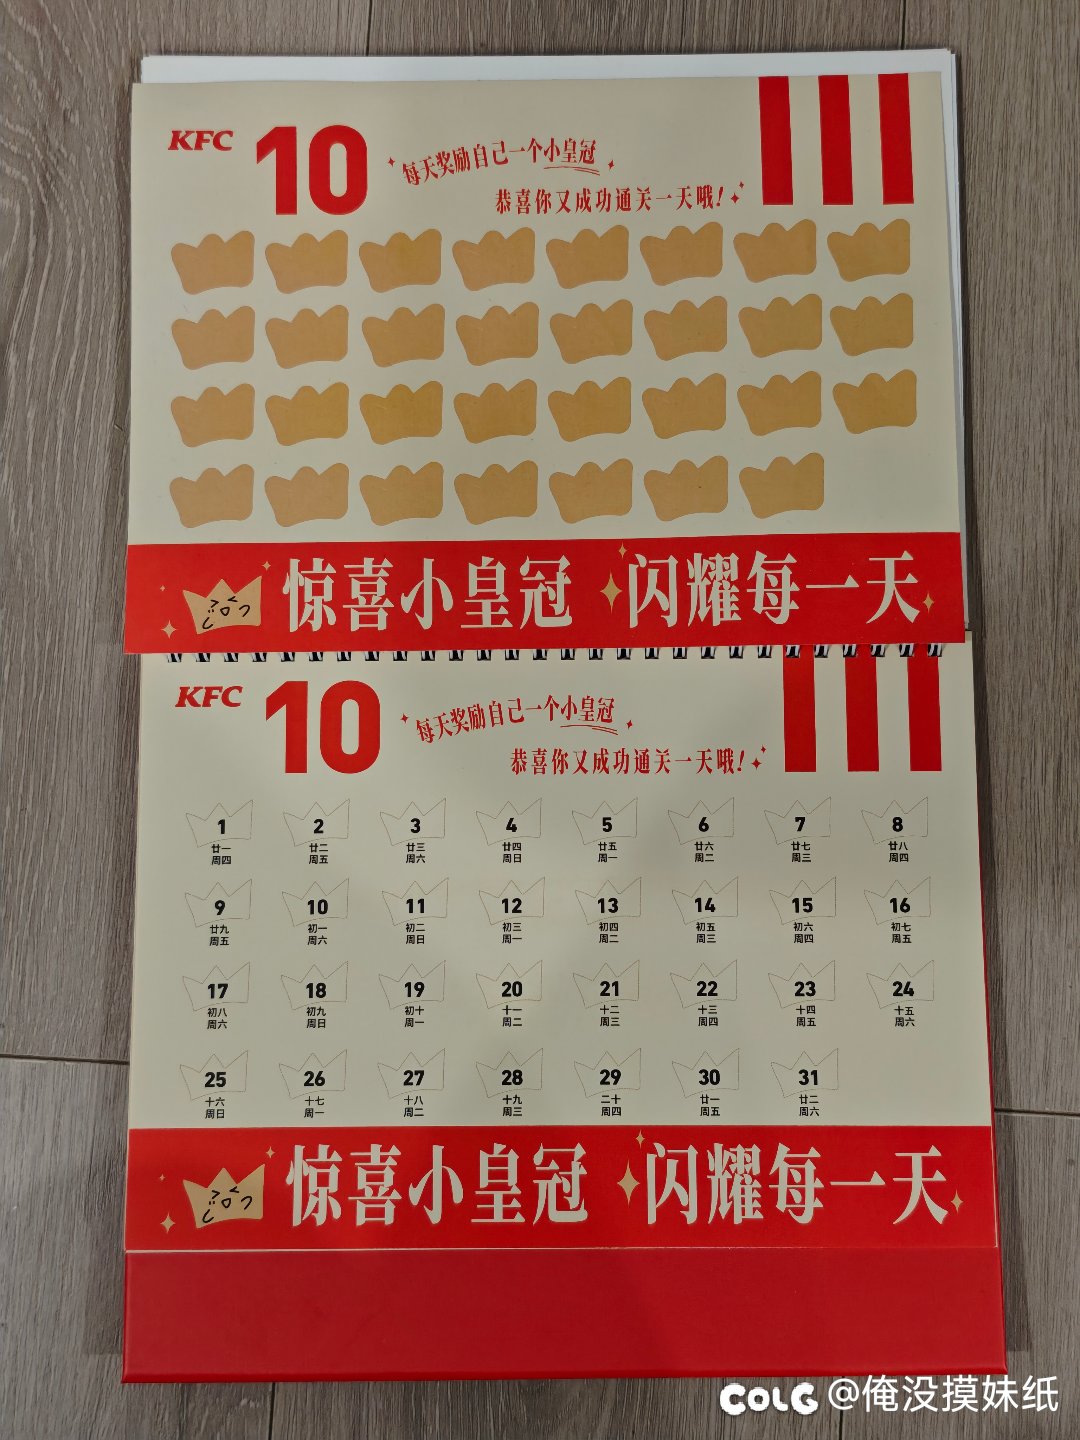 KFC 10 每天奖励自己一个小皇冠
恭喜你又成功通关一天哦!
惊喜小皇冠 闪耀每一天
KFC 10 每天奖励自己一个小皇冠
恭喜你又成功通关一天哦!
1 2 3 4 5 6 7 8
廿一 廿二 廿三 廿四 廿五 廿六 廿七 廿八
周四 周五 周六 周日 周一 周二 周三 周四
9 10 11 12 13 14 15 16
廿九 初一 初二 初三 初四 初五 初六 初七
周五 周六 周日 周一 周二 周三 周四 周五
17 18 19 20 21 22 23 24
初八 初九 初十 十一 十二 十三 十四 十五
周六 周日 周一 周二 周三 周四 周五 周六
25 26 27 28 29 30 31
十六 十七 十八 十九 二十 廿一 廿二
周日 周一 周二 周三 周四 周五 周六
惊喜小皇冠 闪耀每一天
COLG @俺没摸妹纸